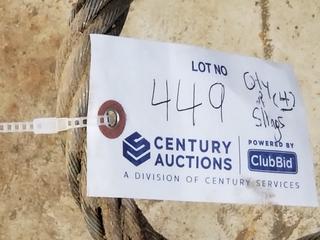 LOT NO
449
Qty
(4)
Slings
CENTURY
AUCTIONS
POWERED BY
ClubBid
A DIVISION OF CENTURY SERVICES